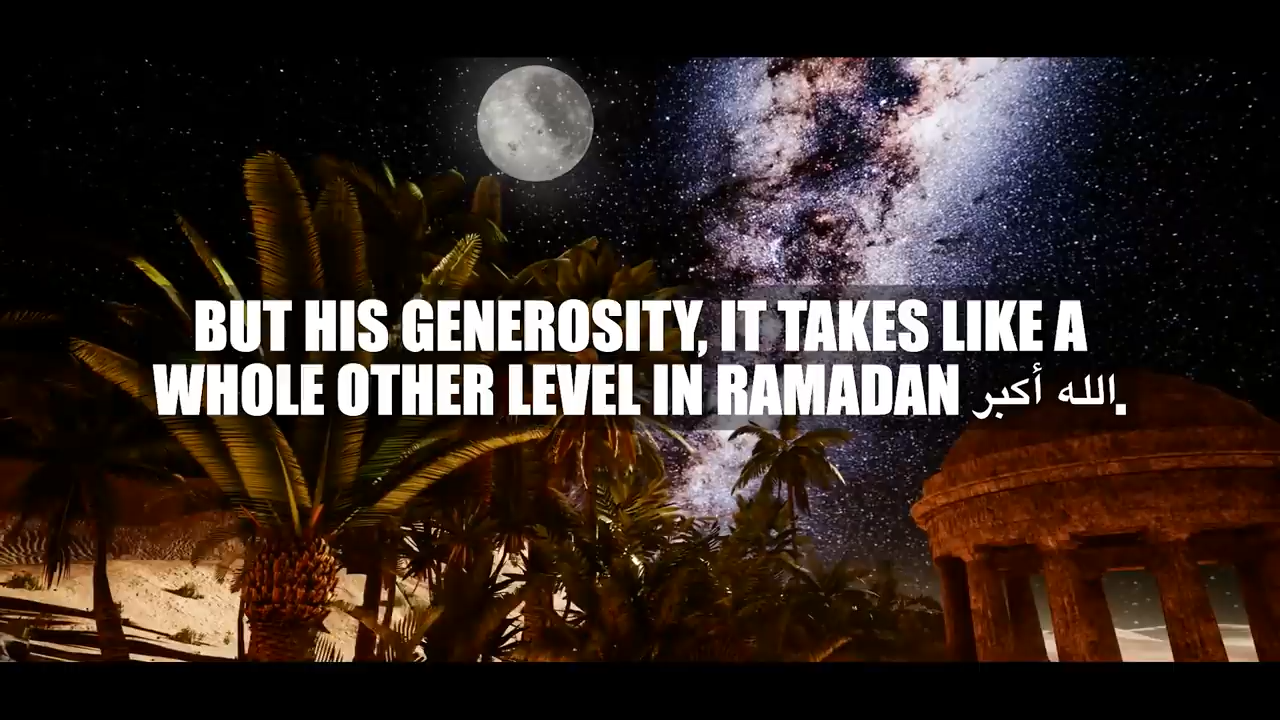 BUT HIS GENEROSITY, IT TAKES LIKE A
WHOLE OTHER LEVEL IN RAMADAN الله أكبر.